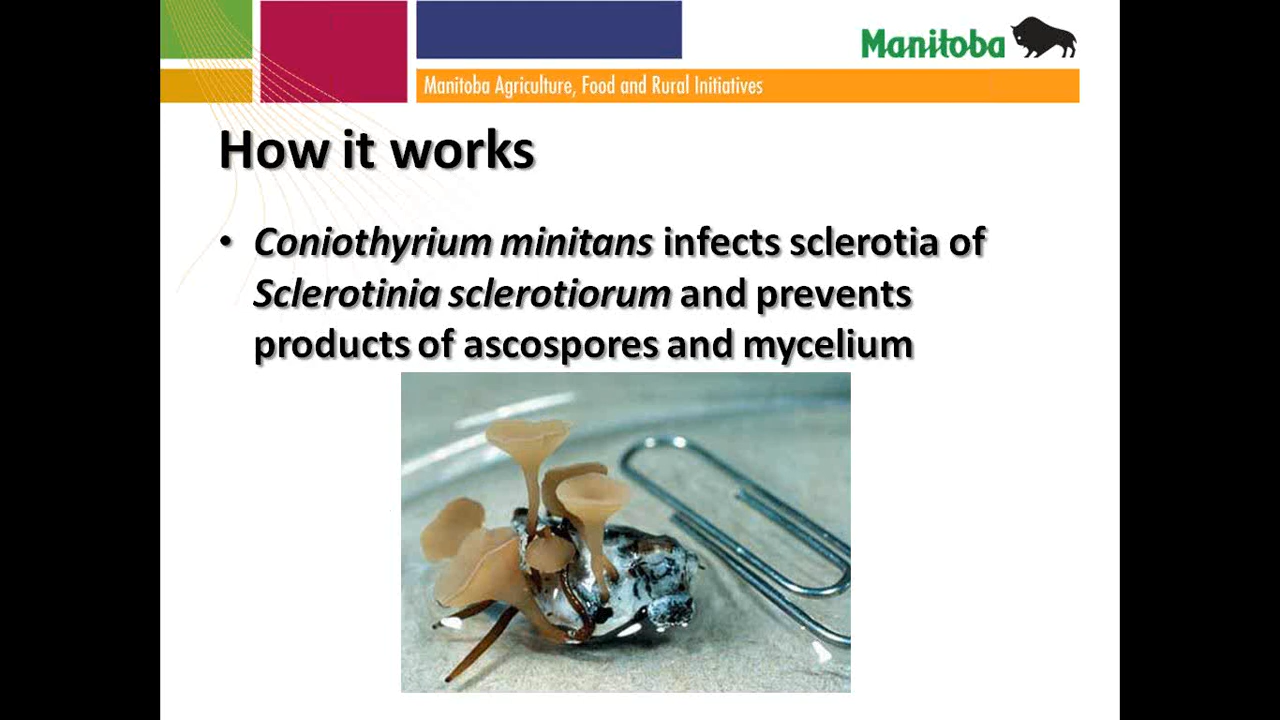 Manitoba
Manitoba Agriculture, Food and Rural Initiatives
How it works
• Coniothyrium minitans infects sclerotia of
Sclerotinia sclerotiorum and prevents
products of ascospores and mycelium